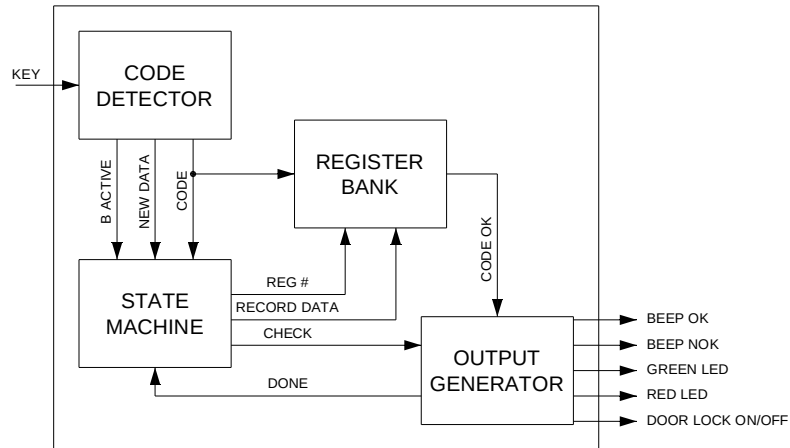 KEY
CODE
DETECTOR
B ACTIVE
NEW DATA
CODE
REGISTER
BANK
CODE OK
STATE
MACHINE
REG #
RECORD DATA
CHECK
DONE
OUTPUT
GENERATOR
BEEP OK
BEEP NOK
GREEN LED
RED LED
DOOR LOCK ON/OFF